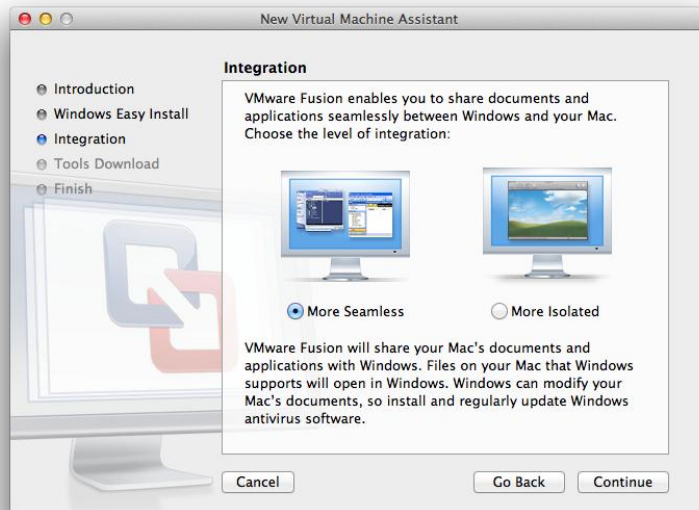 New Virtual Machine Assistant
Introduction
Windows Easy Install
Integration
Tools Download
Finish
Integration
VMware Fusion enables you to share documents and
applications seamlessly between Windows and your Mac.
Choose the level of integration:
More Seamless
More Isolated
VMware Fusion will share your Mac's documents and
applications with Windows. Files on your Mac that Windows
supports will open in Windows. Windows can modify your
Mac's documents, so install and regularly update Windows
antivirus software.
Cancel
Go Back
Continue